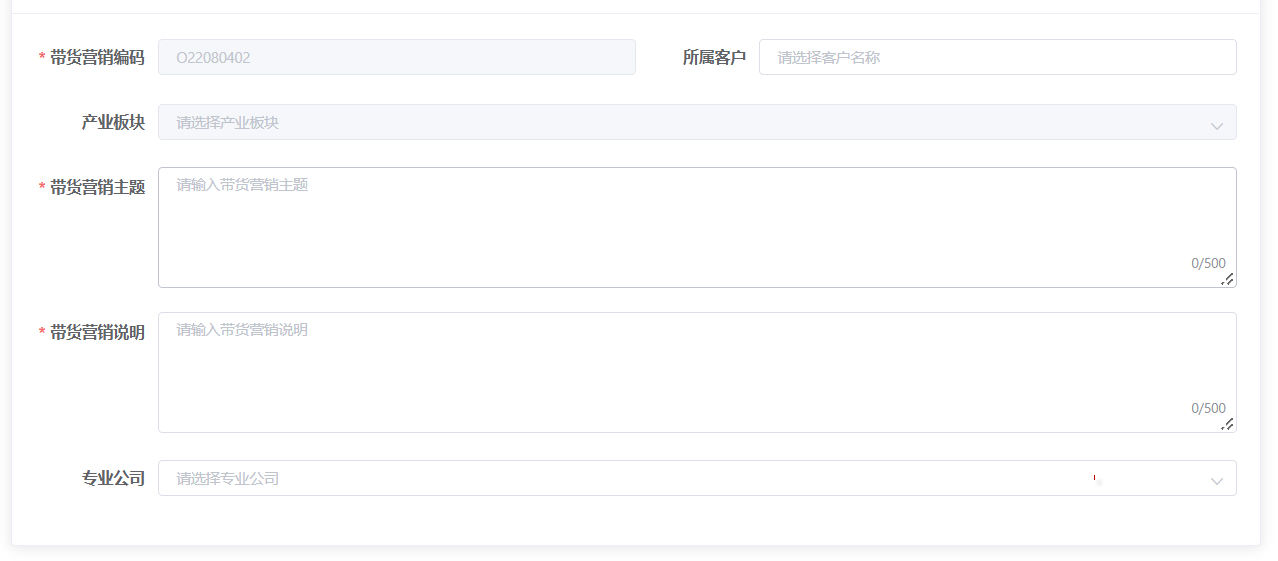 * 带货营销编码 O22080402 所属客户 请选择客户名称
产业板块 请选择产业板块
* 带货营销主题 请输入带货营销主题
0/500
* 带货营销说明 请输入带货营销说明
0/500
专业公司 请选择专业公司